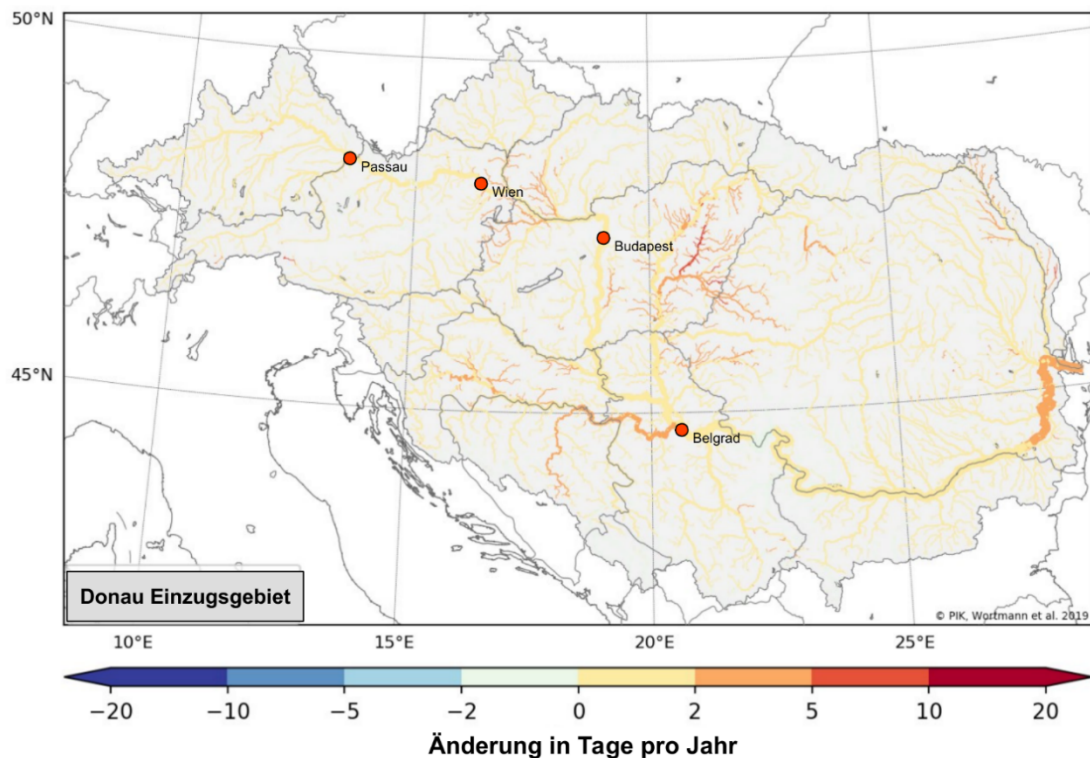 50°N
Passau
Wien
Budapest
45°N
Belgrad
Donau Einzugsgebiet
© PIK, Wortmann et al. 2019
10°E 15°E 20°E 25°E
−20 −10 −5 −2 0 2 5 10 20
Änderung in Tage pro Jahr